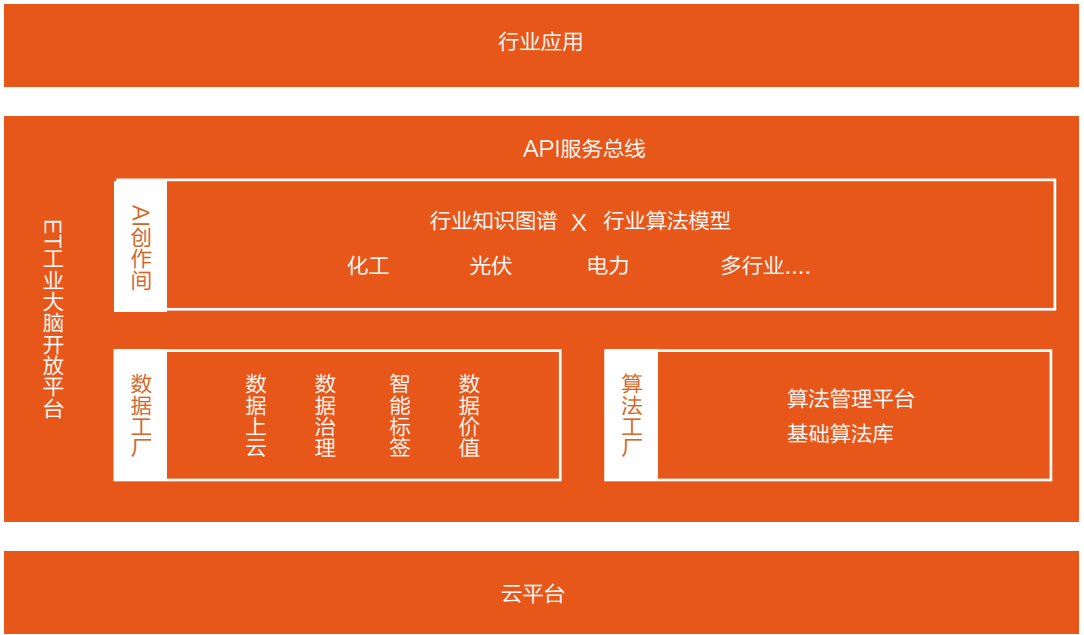 行业应用
API服务总线
ET工业大脑开放平台
AI创作间
行业知识图谱 X 行业算法模型
化工 光伏 电力 多行业....
数据工厂
数据上云
数据治理
智能标签
数据价值
算法工厂
算法管理平台
基础算法库
云平台